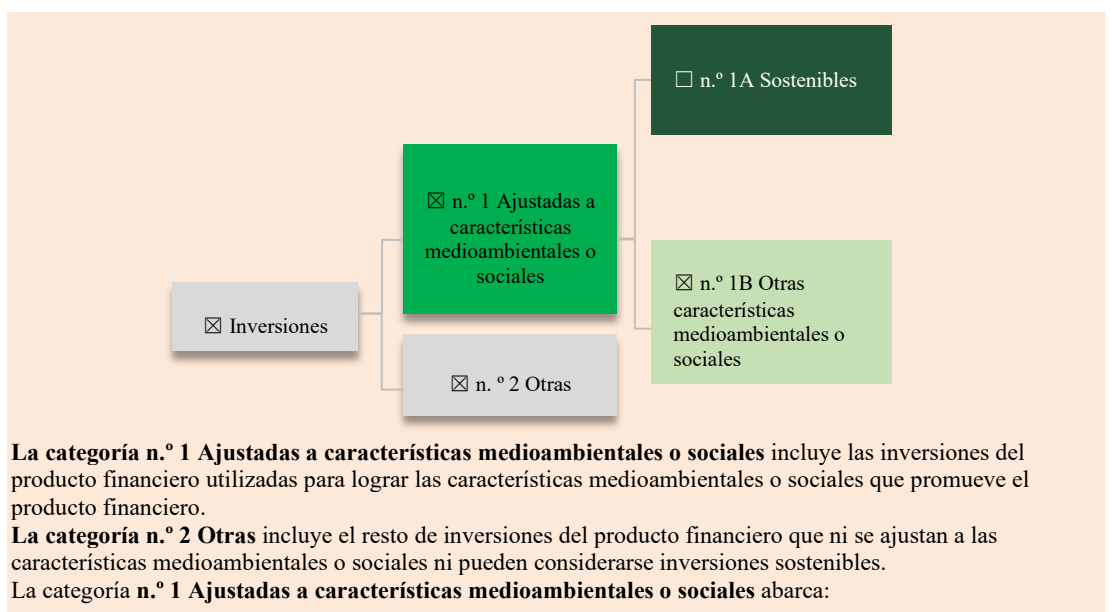 ☐ n.º 1A Sostenibles
☒ n.º 1 Ajustadas a
características
medioambientales o
sociales
☒ n.º 1B Otras
características
medioambientales o
sociales
☒ Inversiones
☒ n. º 2 Otras
La categoría n.º 1 Ajustadas a características medioambientales o sociales incluye las inversiones del
producto financiero utilizadas para lograr las características medioambientales o sociales que promueve el
producto financiero.
La categoría n.º 2 Otras incluye el resto de inversiones del producto financiero que ni se ajustan a las
características medioambientales o sociales ni pueden considerarse inversiones sostenibles.
La categoría n.º 1 Ajustadas a características medioambientales o sociales abarca: